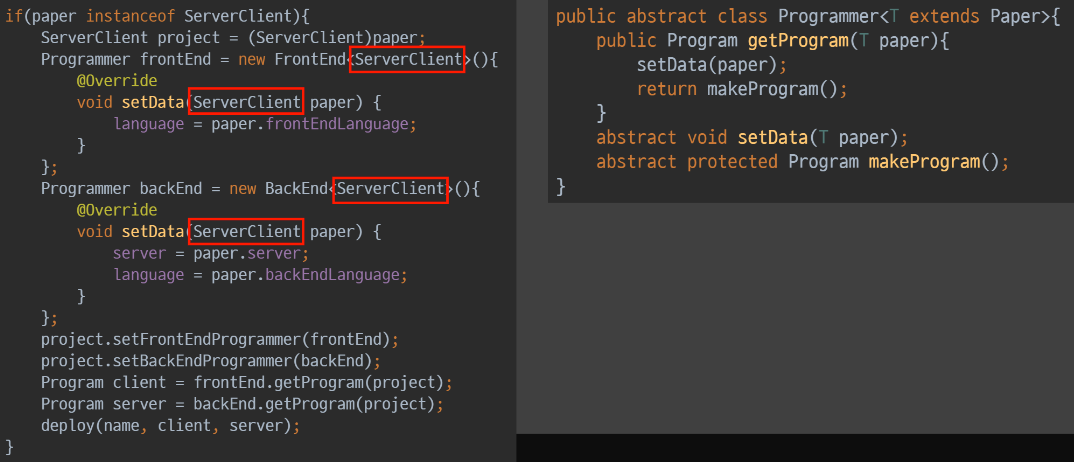 if(paper instanceof ServerClient){
ServerClient project = (ServerClient)paper;
Programmer frontEnd = new FrontEnd<ServerClient>(){
@Override
void setData(ServerClient paper) {
language = paper.frontEndLanguage;
}
};
Programmer backEnd = new BackEnd<ServerClient>(){
@Override
void setData(ServerClient paper) {
server = paper.server;
language = paper.backEndLanguage;
}
};
project.setFrontEndProgrammer(frontEnd);
project.setBackEndProgrammer(backEnd);
Program client = frontEnd.getProgram(project);
Program server = backEnd.getProgram(project);
deploy(name, client, server);
}
public abstract class Programmer<T extends Paper>{
public Program getProgram(T paper){
setData(paper);
return makeProgram();
}
abstract void setData(T paper);
abstract protected Program makeProgram();
}